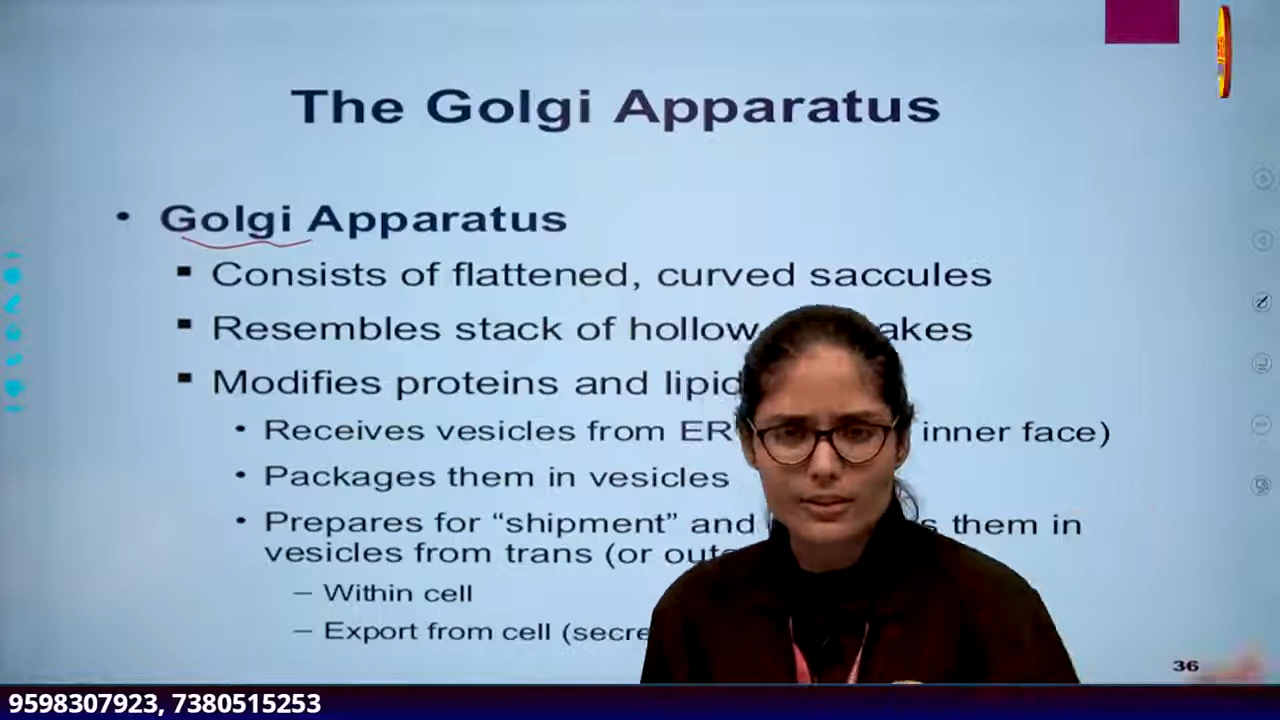 The Golgi Apparatus
• Golgi Apparatus
▪ Consists of flattened, curved saccules
▪ Resembles stack of hollow akes
▪ Modifies proteins and lipid
• Receives vesicles from ER inner face)
• Packages them in vesicles
• Prepares for “shipment” and s them in
vesicles from trans (or oute
– Within cell
– Export from cell (secre
36
9598307923, 7380515253